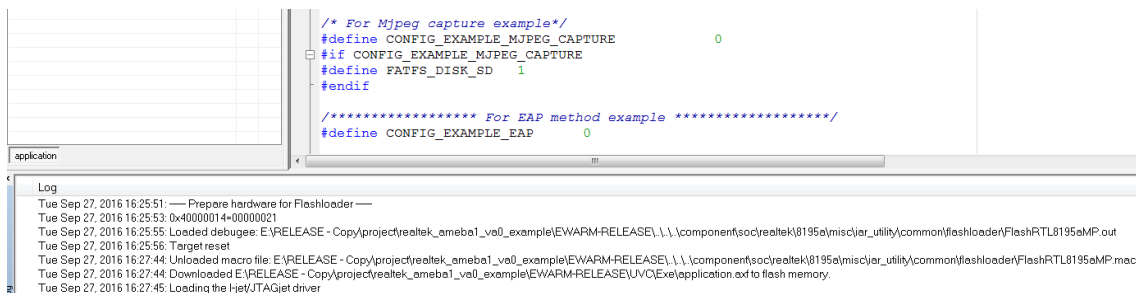 /* For Mjpeg capture example*/
#define CONFIG_EXAMPLE_MJPEG_CAPTURE 0
#if CONFIG_EXAMPLE_MJPEG_CAPTURE
#define FATFS_DISK_SD 1
#endif
/****************** For EAP method example *******************/
#define CONFIG_EXAMPLE_EAP 0
application
Log
Tue Sep 27, 2016 16:25:51: ---- Prepare hardware for Flashloader ----
Tue Sep 27, 2016 16:25:53: 0x40000014=00000021
Tue Sep 27, 2016 16:25:55: Loaded debugee: E:\RELEASE - Copy\project\realtek_ameba1_va0_example\EWARM-RELEASE\..\..\..\component\soc\realtek\8195a\misc\iar_utility\common\flashloader\FlashRTL8195aMP.out
Tue Sep 27, 2016 16:25:56: Target reset
Tue Sep 27, 2016 16:27:44: Unloaded macro file: E:\RELEASE - Copy\project\realtek_ameba1_va0_example\EWARM-RELEASE\..\..\..\component\soc\realtek\8195a\misc\iar_utility\common\flashloader\FlashRTL8195aMP.mac
Tue Sep 27, 2016 16:27:44: Downloaded E:\RELEASE - Copy\project\realtek_ameba1_va0_example\EWARM-RELEASE\UVC\Exe\application.axf to flash memory.
Tue Sep 27, 2016 16:27:45: Loading the I-jet/JTAGjet driver